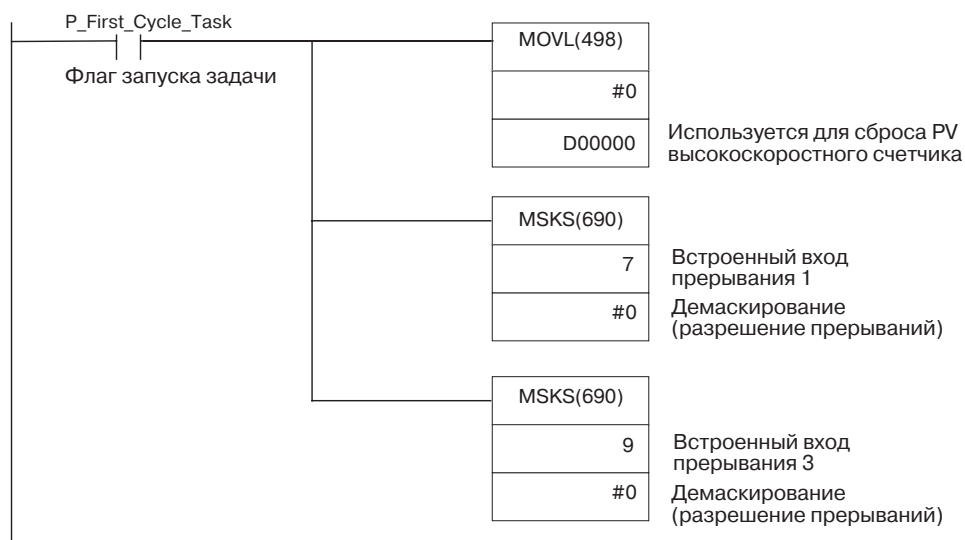 P_First_Cycle_Task
Флаг запуска задачи
MOVL(498)
#0
D00000
Используется для сброса PV
высокоскоростного счетчика
MSKS(690)
7
Встроенный вход
прерывания 1
#0
Демаскирование
(разрешение прерываний)
MSKS(690)
9
Встроенный вход
прерывания 3
#0
Демаскирование
(разрешение прерываний)